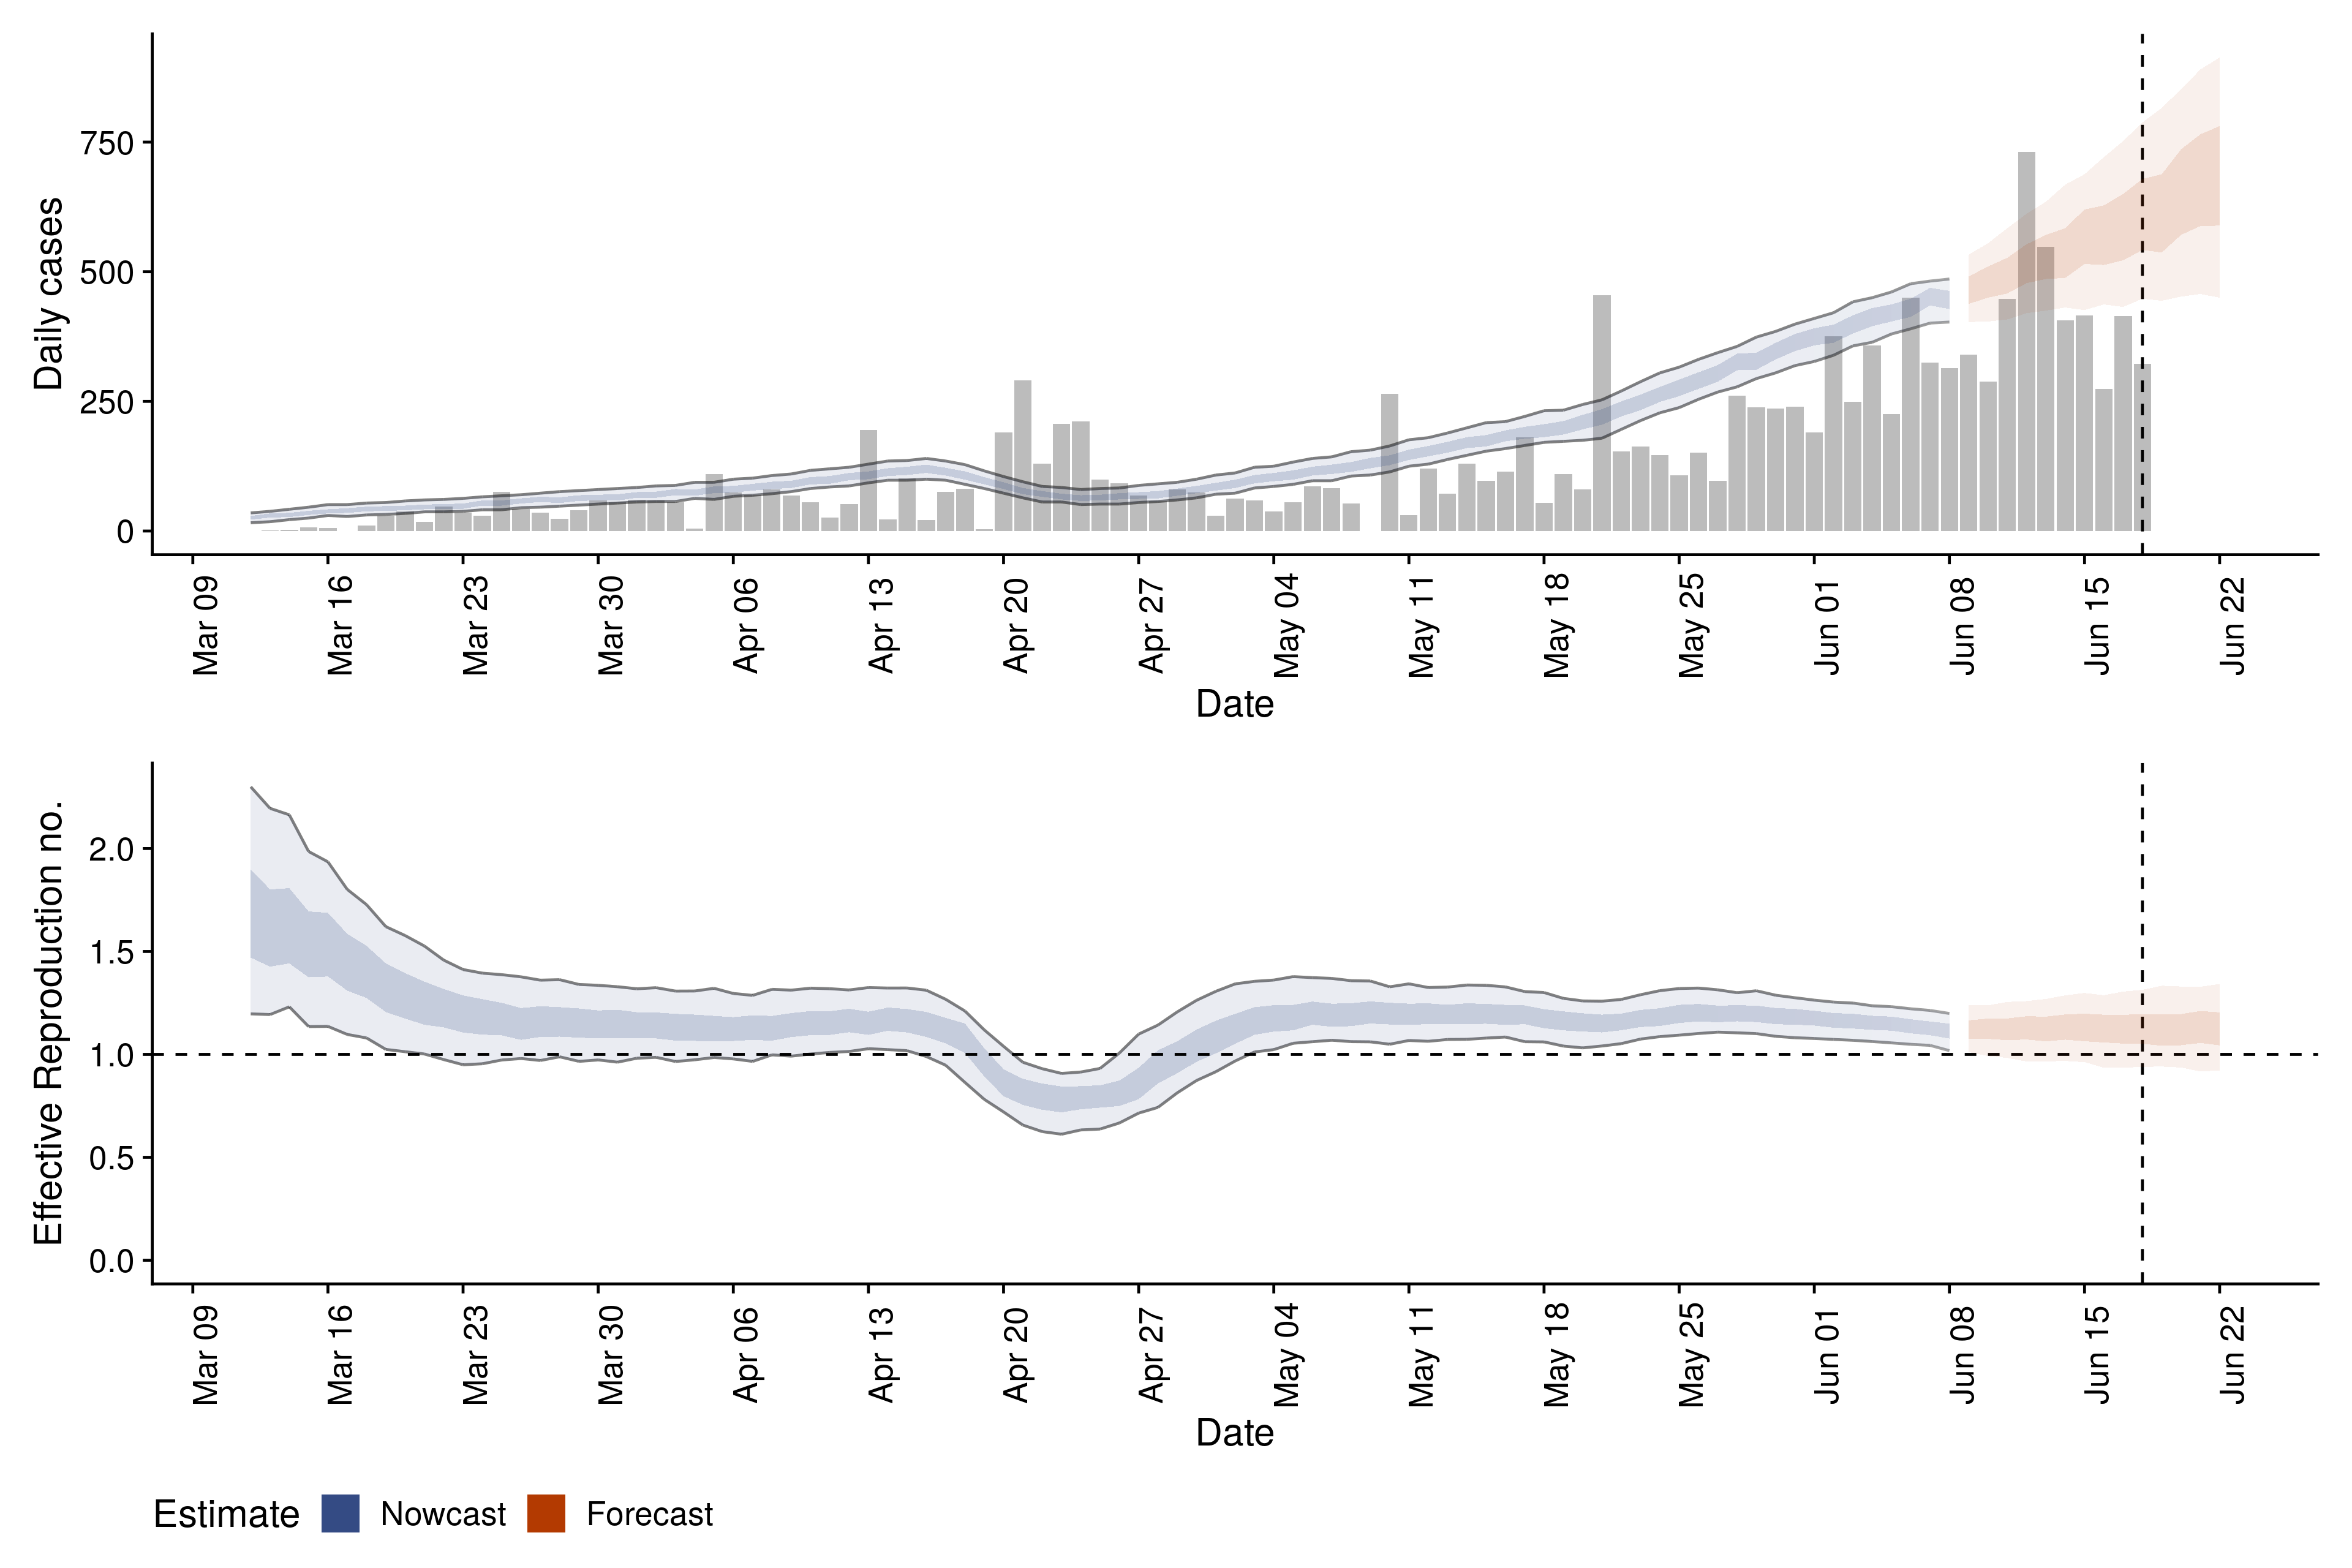 Daily cases
750
500
250
0
Mar 09
Mar 16
Mar 23
Mar 30
Apr 06
Apr 13
Apr 20
Apr 27
May 04
May 11
May 18
May 25
Jun 01
Jun 08
Jun 15
Jun 22
Date
Effective Reproduction no.
2.0
1.5
1.0
0.5
0.0
Mar 09
Mar 16
Mar 23
Mar 30
Apr 06
Apr 13
Apr 20
Apr 27
May 04
May 11
May 18
May 25
Jun 01
Jun 08
Jun 15
Jun 22
Date
Estimate Nowcast Forecast